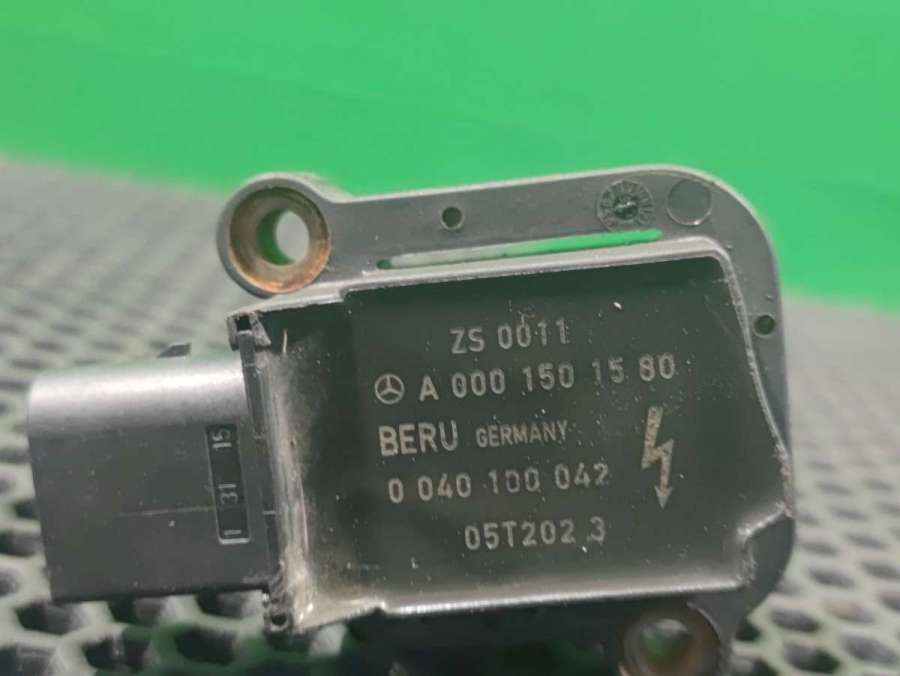 ZS 0011
A 000 150 15 80
BERU GERMANY
0 040 100 042
05T202 3
1 31 15